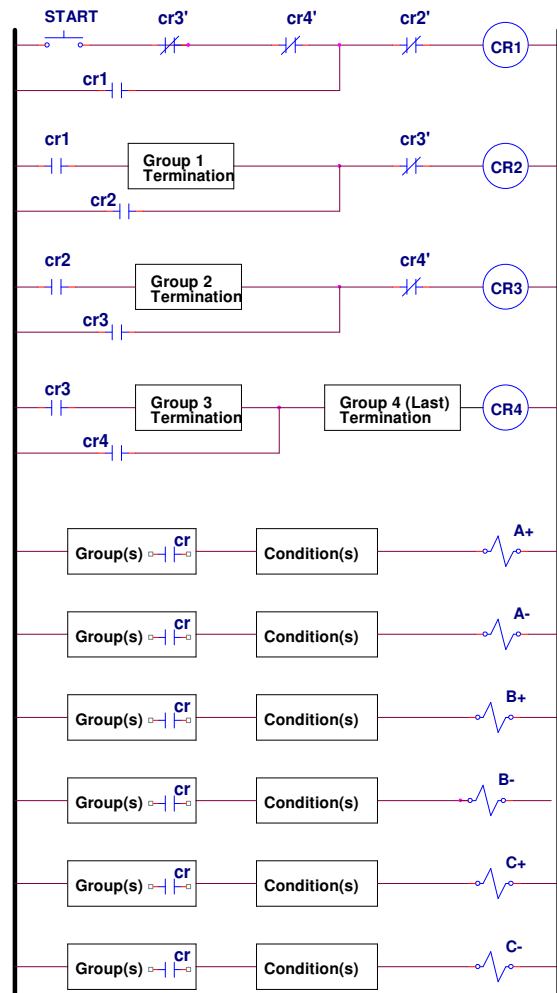 START cr3' cr4' cr2'
CR1
cr1
cr1 cr3'
Group 1
Termination
CR2
cr2
cr2 cr4'
Group 2
Termination
CR3
cr3
cr3
Group 3
Termination
Group 4 (Last)
Termination
CR4
cr4
Group(s) cr Condition(s) A+
Group(s) cr Condition(s) A-
Group(s) cr Condition(s) B+
Group(s) cr Condition(s) B-
Group(s) cr Condition(s) C+
Group(s) cr Condition(s) C-